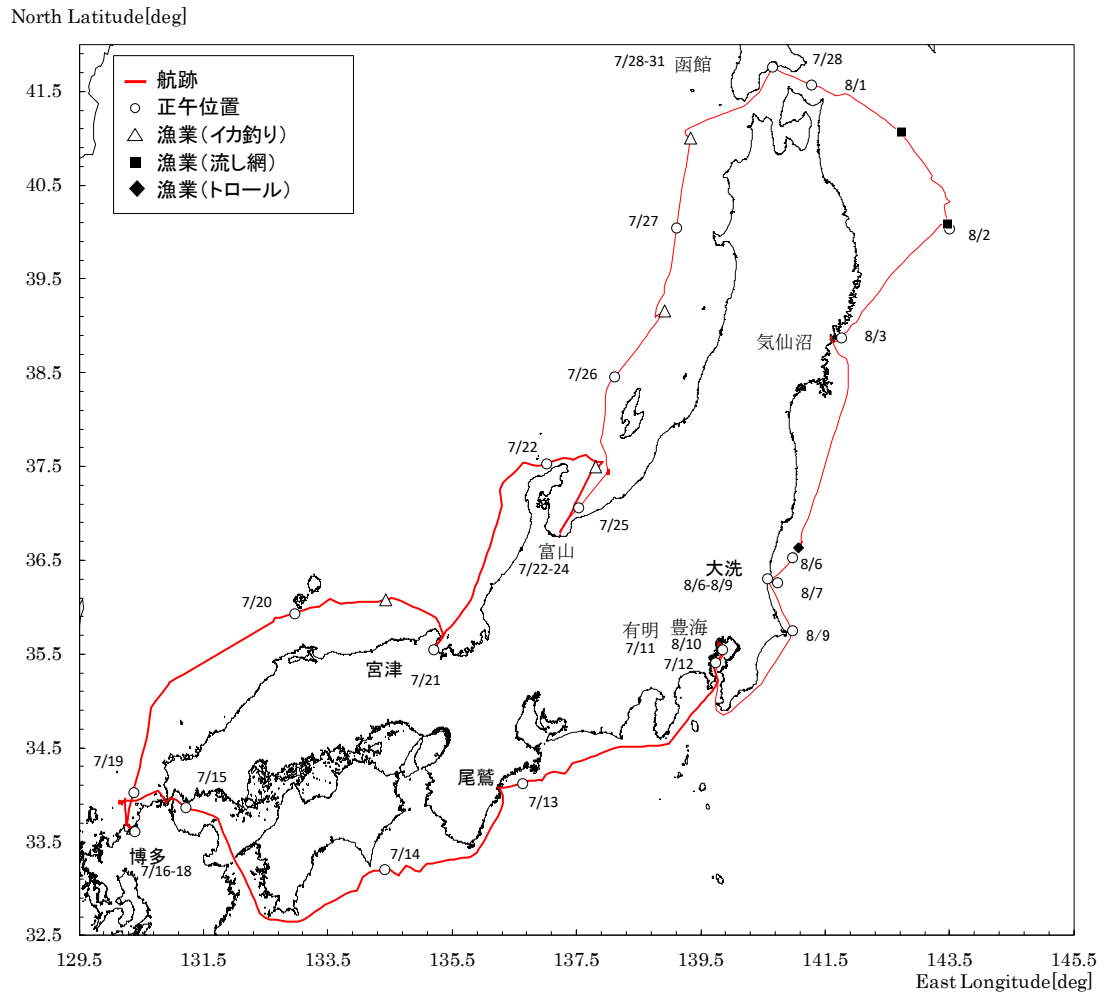 North Latitude[deg]
航跡
正午位置
漁業(イカ釣り)
漁業(流し網)
漁業(トロール)
7/28-31
函館
7/28
8/1
7/27
8/2
気仙沼
8/3
7/26
7/22
7/25
富山
7/22-24
大洗
8/6-8/9
8/6
8/7
7/20
有明
7/11
豊海
8/10
7/12
8/9
宮津
7/21
7/19
7/15
尾鷲
7/13
博多
7/16-18
7/14
41.5
40.5
39.5
38.5
37.5
36.5
35.5
34.5
33.5
32.5
129.5 131.5 133.5 135.5 137.5 139.5 141.5 143.5 145.5
East Longitude[deg]